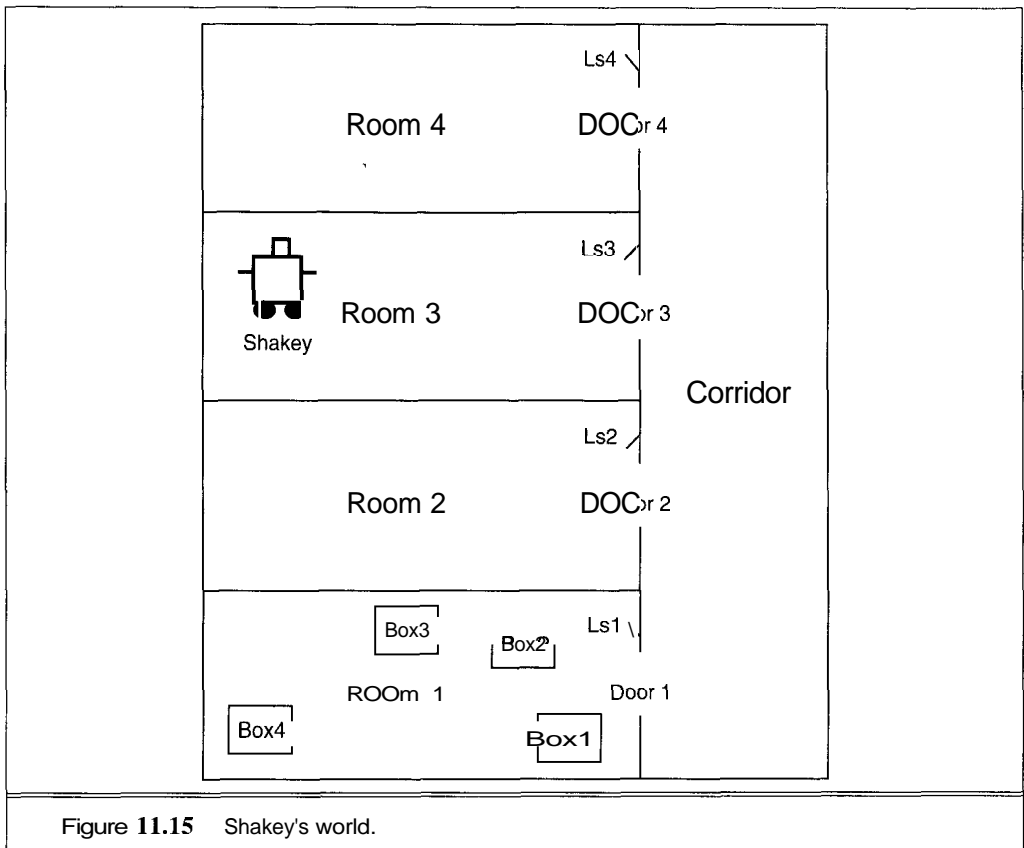 Ls4
Room 4
DOOr 4
Ls3
Room 3
DOOr 3
Shakey
Corridor
Ls2
Room 2
DOOr 2
Box3
Box2
Ls1
ROOm 1
Door 1
Box4
Box1
Figure 11.15 Shakey's world.